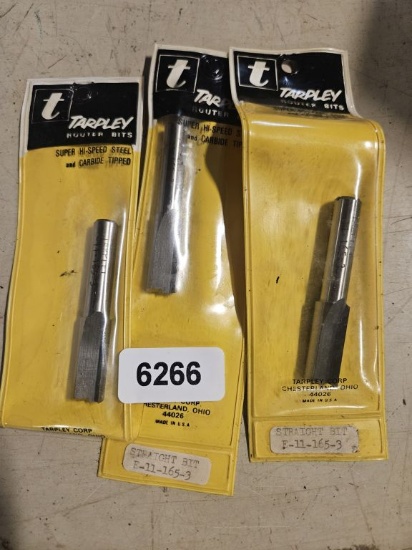 t
TARPLEY
ROUTER BITS
SUPER HI-SPEED STEEL
and CARBIDE TIPPED
TARPLEY CORP
t
TARPLEY
ROUTER BITS
SUPER HI-SPEED STEEL
and CARBIDE TIPPED
6266
CHESTERLAND, OHIO
44026
MADE IN U.S.A
STRAIGHT BIT
E-11-165-3
t
TARPLEY
ROUTER BITS
TARPLEY CORP
CHESTERLAND, OHIO
44026
MADE IN U.S.A
STRAIGHT BIT
E-11-165-3